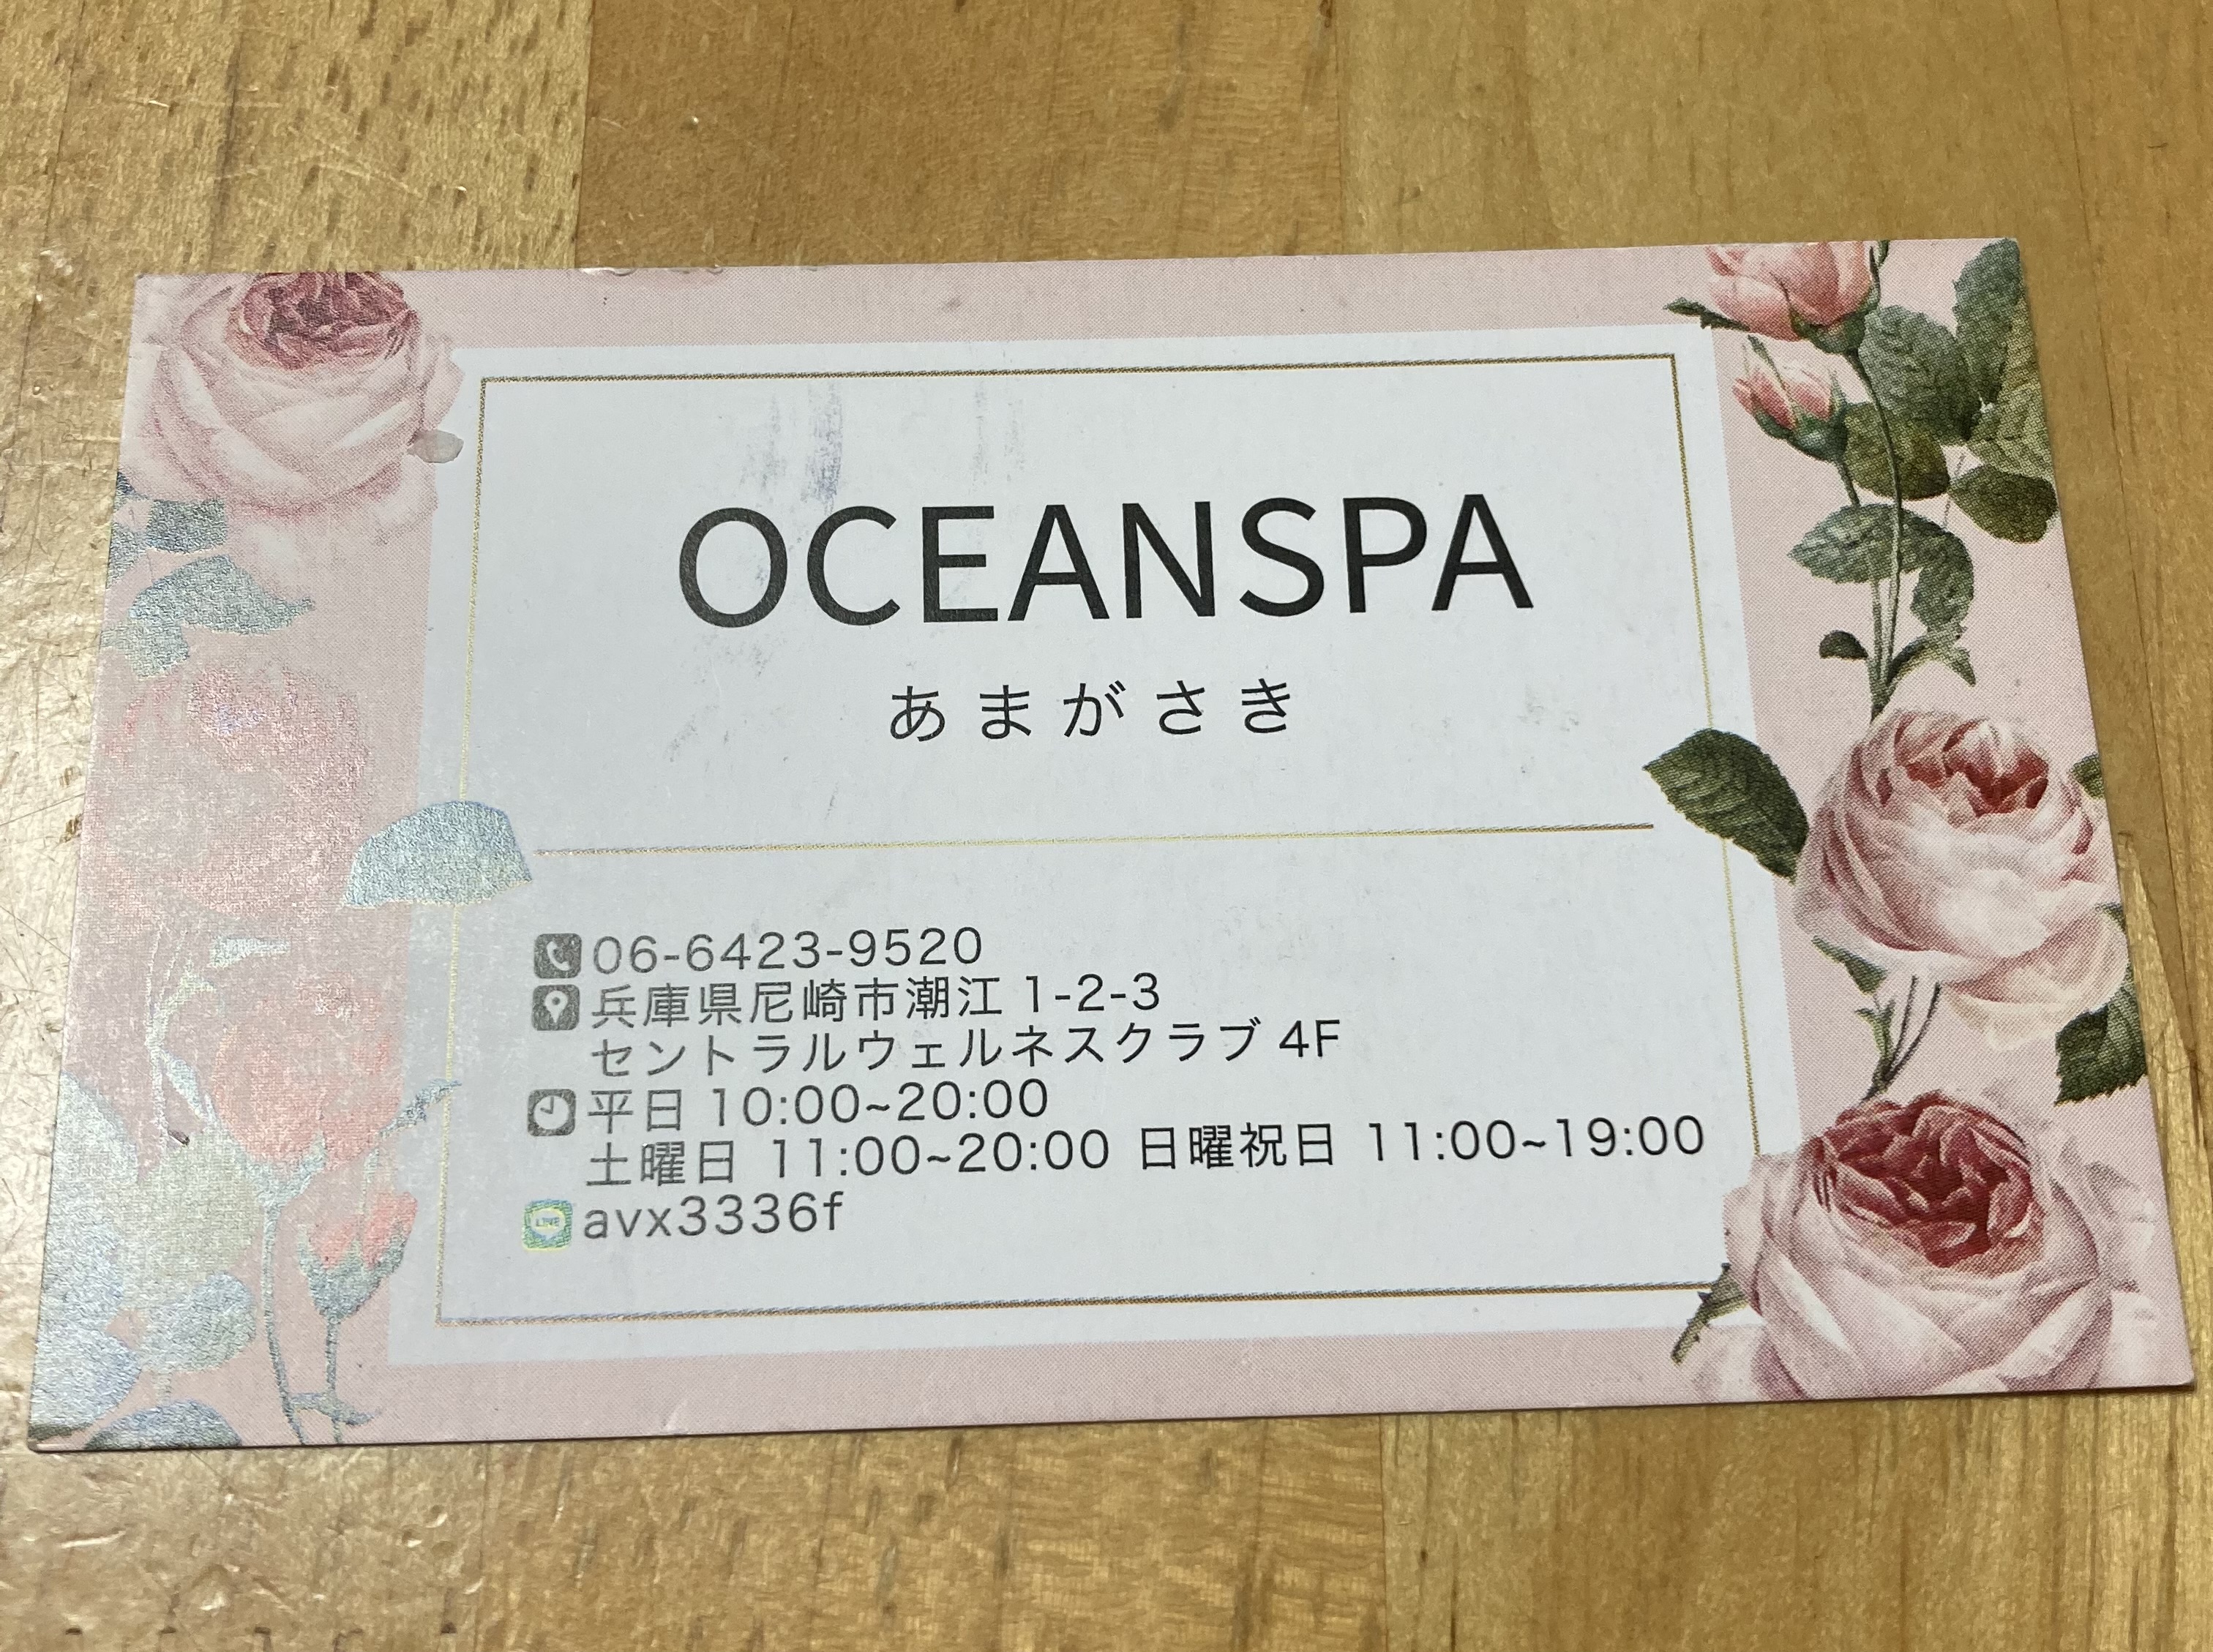 OCEANSPA
あまがさき
06-6423-9520
兵庫県尼崎市潮江 1-2-3
セントラルウェルネスクラブ 4F
平日 10:00~20:00
土曜日 11:00~20:00 日曜祝日 11:00~19:00
LINE avx3336f